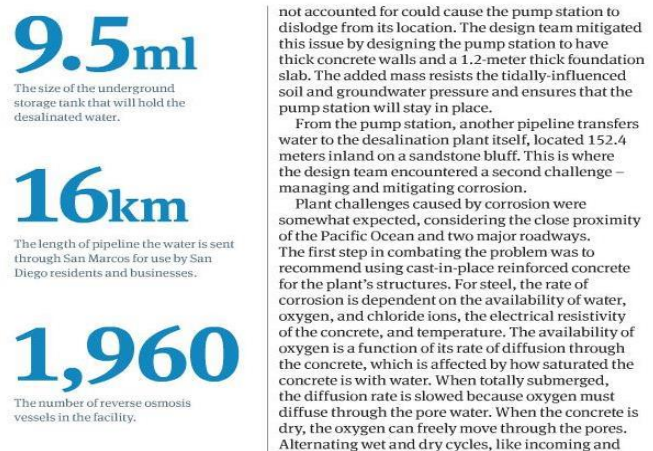 9.5ml
The size of the underground
storage tank that will hold the
desalinated water.
16km
The length of pipeline the water is sent
through San Marcos for use by San
Diego residents and businesses.
1,960
The number of reverse osmosis
vessels in the facility.
not accounted for could cause the pump station to
dislodge from its location. The design team mitigated
this issue by designing the pump station to have
thick concrete walls and a 1.2-meter thick foundation
slab. The added mass resists the tidally-influenced
soil and groundwater pressure and ensures that the
pump station will stay in place.
From the pump station, another pipeline transfers
water to the desalination plant itself, located 152.4
meters inland on a sandstone bluff. This is where
the design team encountered a second challenge –
managing and mitigating corrosion.
Plant challenges caused by corrosion were
somewhat expected, considering the close proximity
of the Pacific Ocean and two major roadways.
The first step in combating the problem was to
recommend using cast-in-place reinforced concrete
for the plant's structures. For steel, the rate of
corrosion is dependent on the availability of water,
oxygen, and chloride ions, the electrical resistivity
of the concrete, and temperature. The availability of
oxygen is a function of its rate of diffusion through
the concrete, which is affected by how saturated the
concrete is with water. When totally submerged,
the diffusion rate is slowed because oxygen must
diffuse through the pore water. When the concrete is
dry, the oxygen can freely move through the pores.
Alternating wet and dry cycles, like incoming and